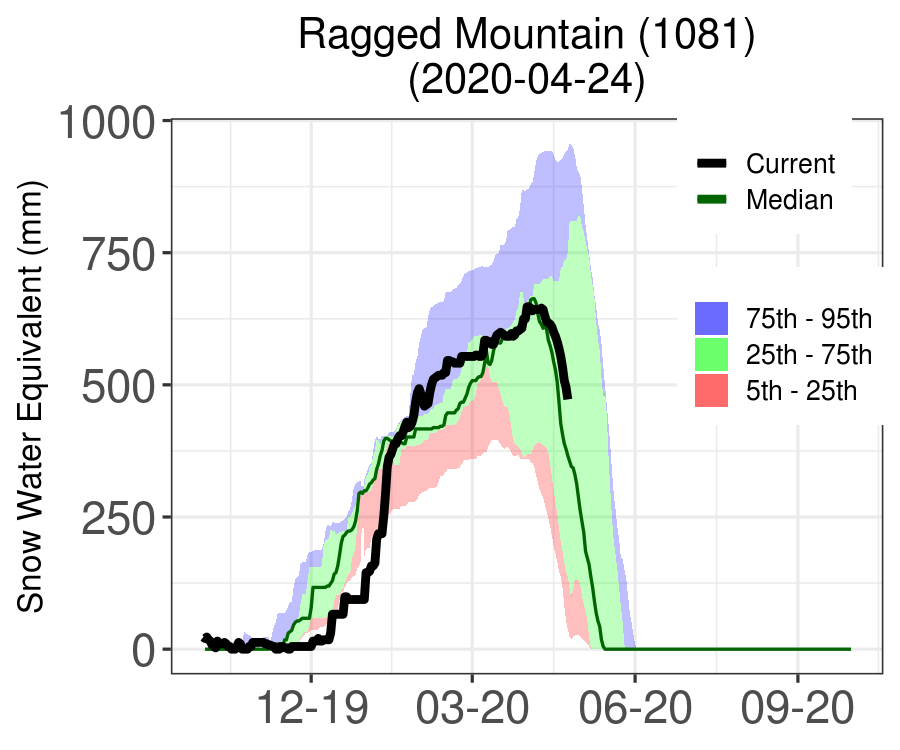 Ragged Mountain (1081)
(2020-04-24)
Snow Water Equivalent (mm)
1000
750
500
250
0
12-19
03-20
06-20
09-20
Current
Median
75th - 95th
25th - 75th
5th - 25th